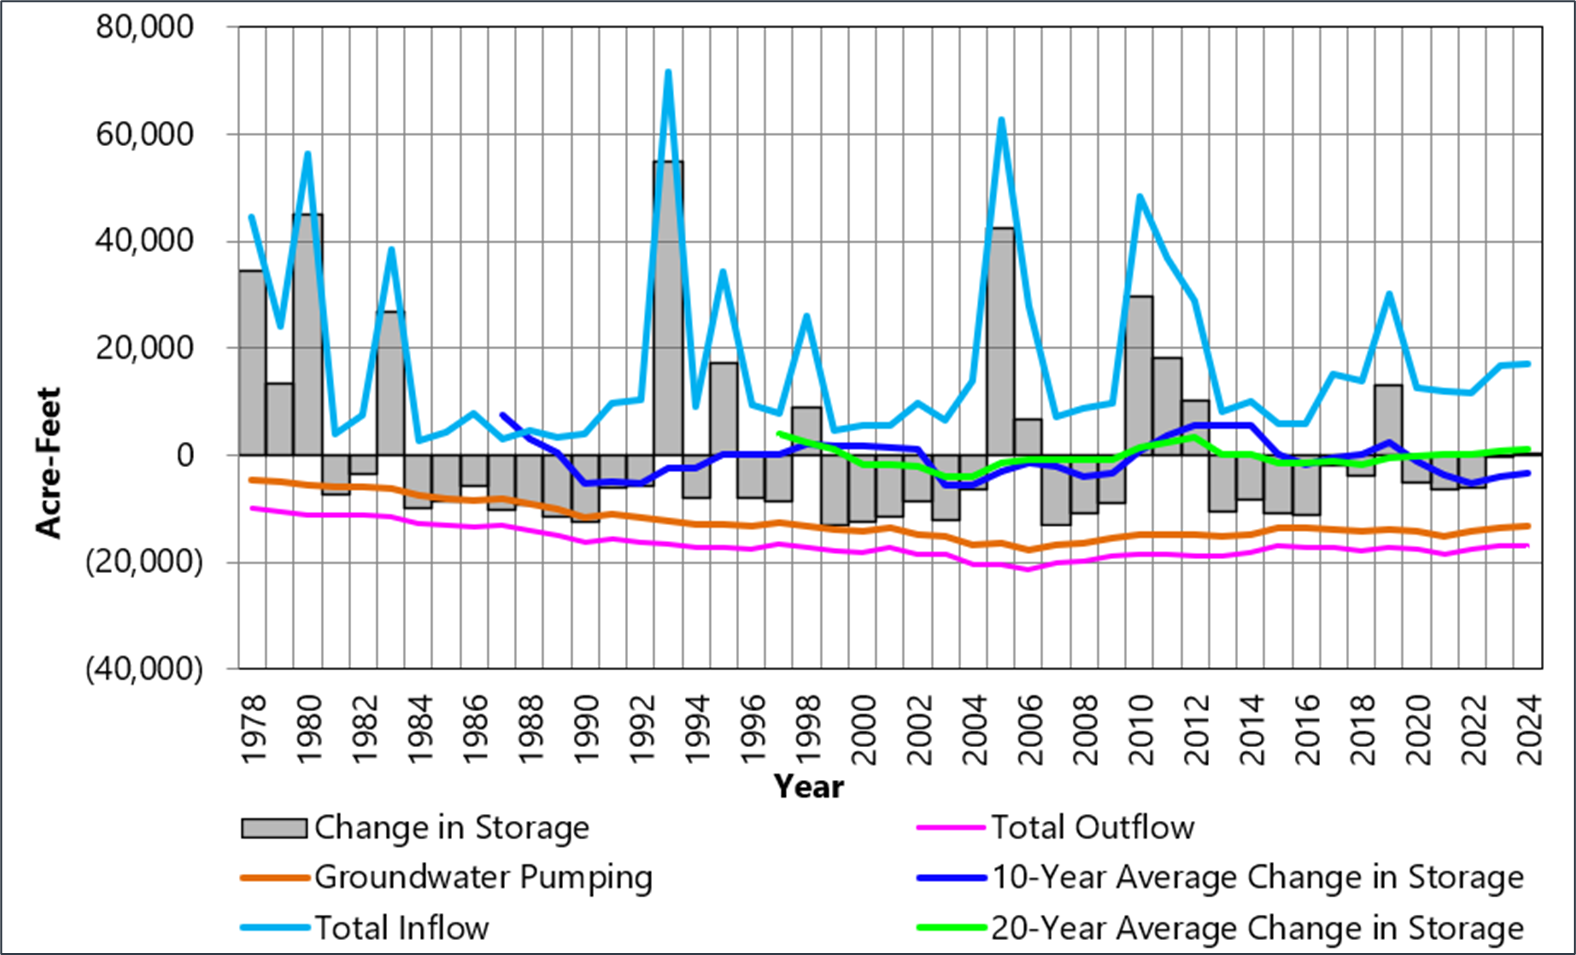 80,000
60,000
40,000
20,000
0
(20,000)
(40,000)
Acre-Feet
1978 1980 1982 1984 1986 1988 1990 1992 1994 1996 1998 2000 2002 2004 2006 2008 2010 2012 2014 2016 2018 2020 2022 2024
Year
Change in Storage Total Outflow
Groundwater Pumping 10-Year Average Change in Storage
Total Inflow 20-Year Average Change in Storage